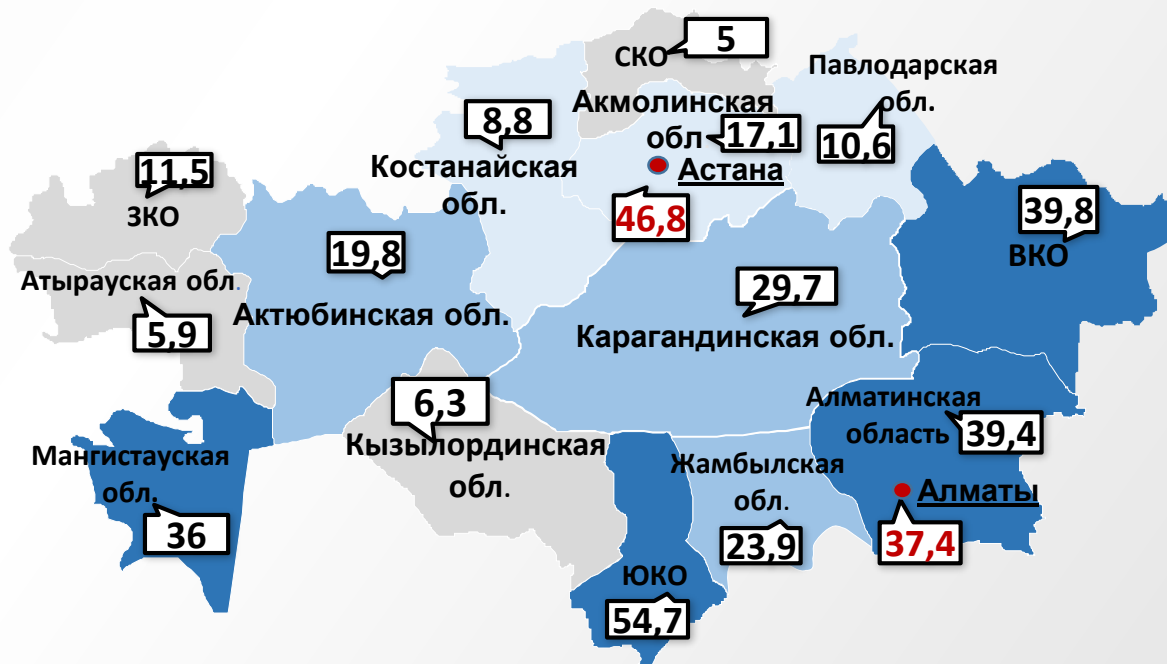 СКО
5
Павлодарская
обл.
10,6
Акмолинская
обл
17,1
Астана
46,8
8,8
Костанайская
обл.
11,5
ЗКО
39,8
ВКО
19,8
Актюбинская обл.
Атырауская обл.
5,9
29,7
Карагандинская обл.
6,3
Кызылординская
обл.
Алматинская
область
39,4
Мангистауская
обл.
36
Жамбылская
обл.
23,9
Алматы
37,4
ЮКО
54,7